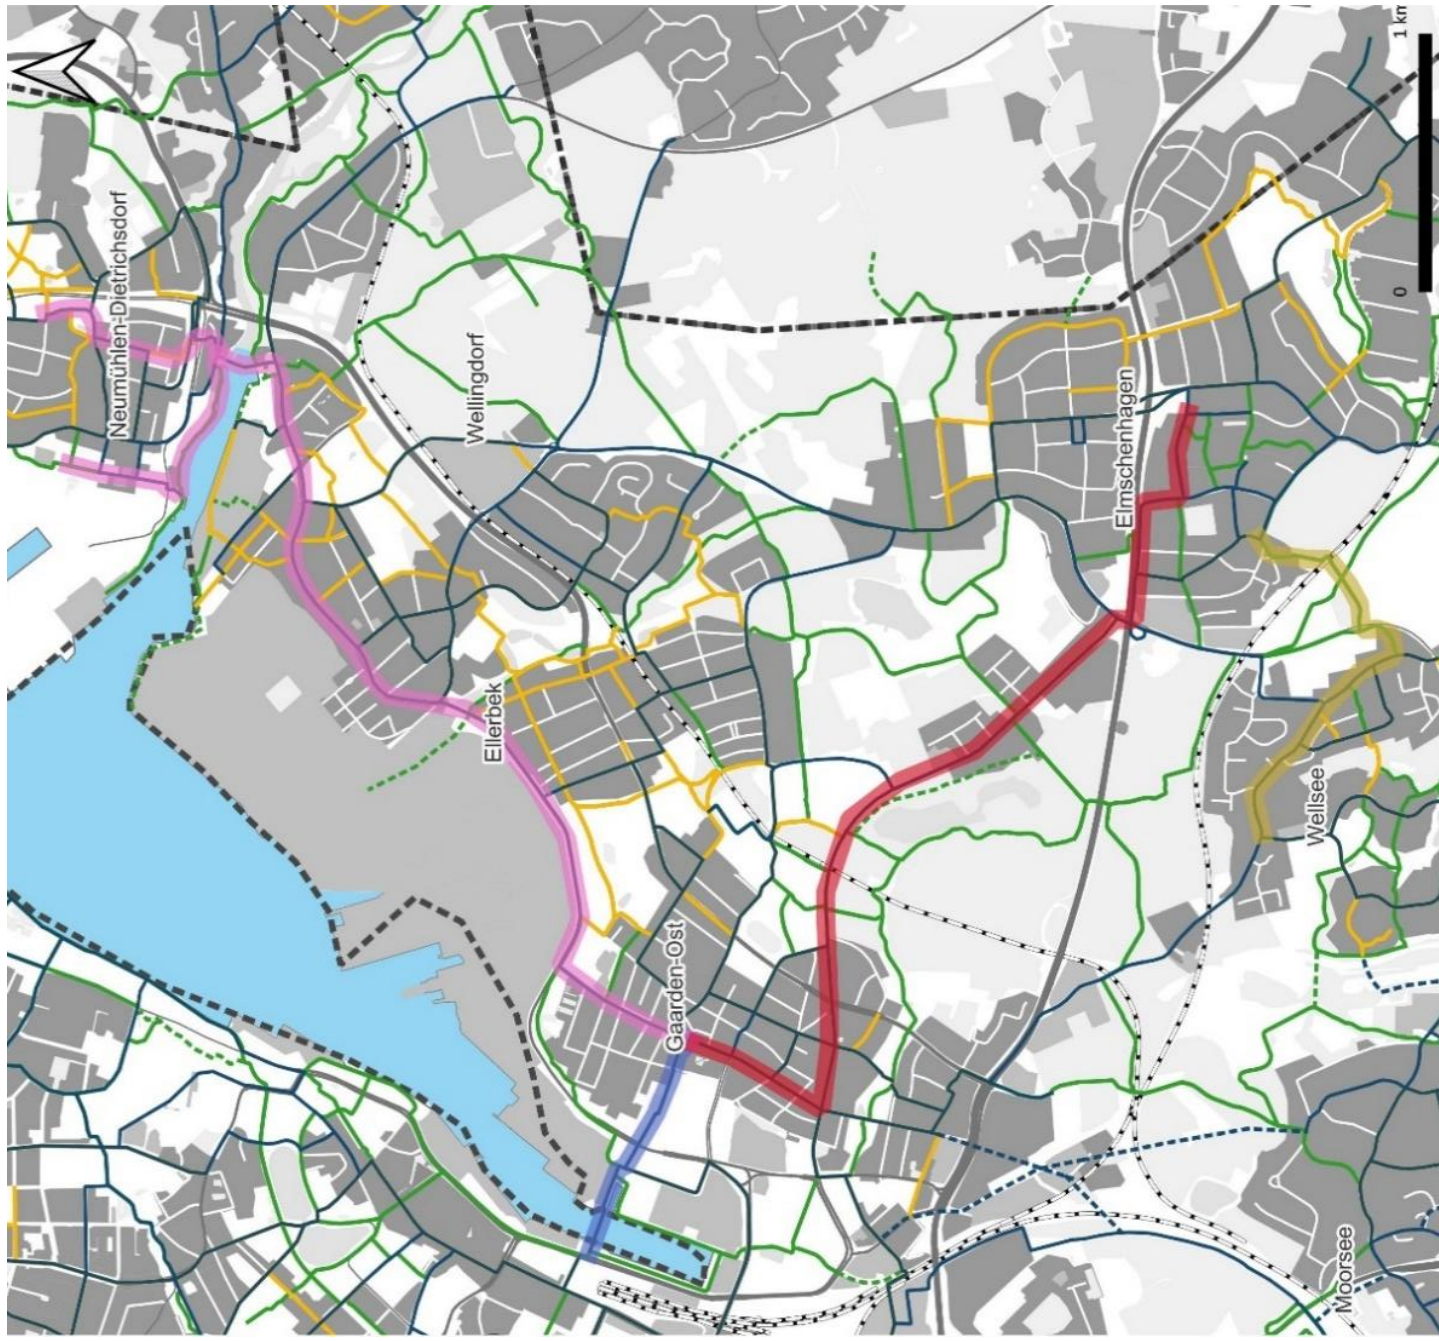 Neumühlen-Dietrichsdorf
Wellingdorf
Ellerbek
Elmschenhagen
Gaarden-Ost
Wellsee
Moorsee
0
1 km